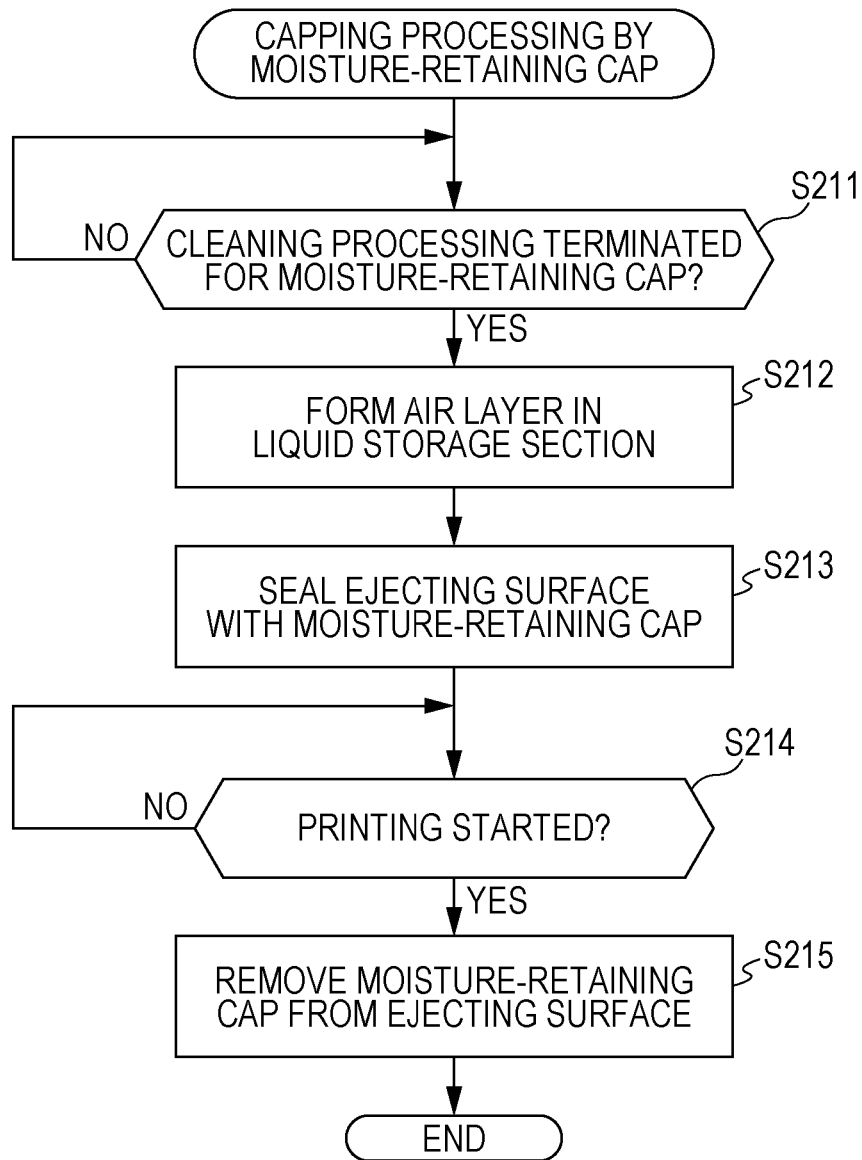 CAPPING PROCESSING BY
MOISTURE-RETAINING CAP
S211
CLEANING PROCESSING TERMINATED
FOR MOISTURE-RETAINING CAP?
NO
YES
S212
FORM AIR LAYER IN
LIQUID STORAGE SECTION
S213
SEAL EJECTING SURFACE
WITH MOISTURE-RETAINING CAP
S214
NO
PRINTING STARTED?
YES
S215
REMOVE MOISTURE-RETAINING
CAP FROM EJECTING SURFACE
END